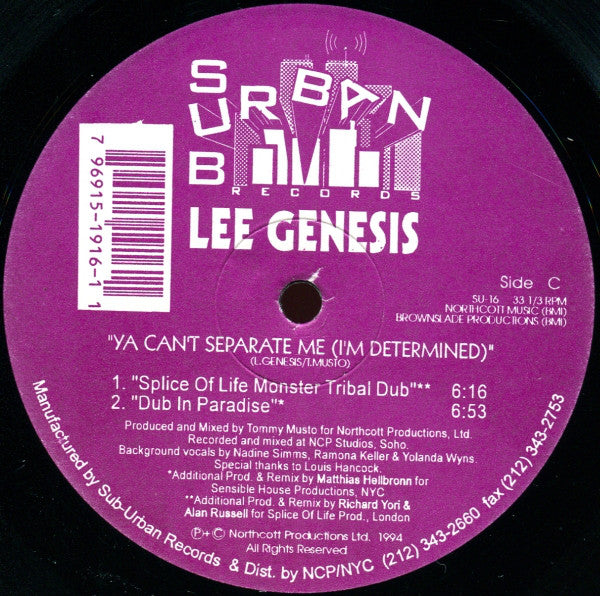 SUB
URBAN
RECORDS
LEE GENESIS
7 96915-1916-1 1
Side C
SU-16 33 1/3 RPM
NORTHCOTT MUSIC (BMI)
BROWNSLADE PRODUCTIONS (BMI)
"YA CAN'T SEPARATE ME (I'M DETERMINED)"
(L.GENESIS/T.MUSTO)
1. "Splice Of Life Monster Tribal Dub"** 6:16
2. "Dub In Paradise"* 6:53
Produced and Mixed by Tommy Musto for Northcott Productions, Ltd.
Recorded and mixed at NCP Studios, Soho.
Background vocals by Nadine Simms, Ramona Keller & Yolanda Wyns.
Special thanks to Louis Hancock.
*Additional Prod. & Remix by Matthias Heilbronn for
Sensible House Productions, NYC
**Additional Prod. & Remix by Richard Yori &
Alan Russell for Splice Of Life Prod., London
℗+ © Northcott Productions Ltd. 1994
All Rights Reserved
Manufactured by Sub-Urban Records & Dist. by NCP/NYC (212) 343-2660 fax (212) 343-2753